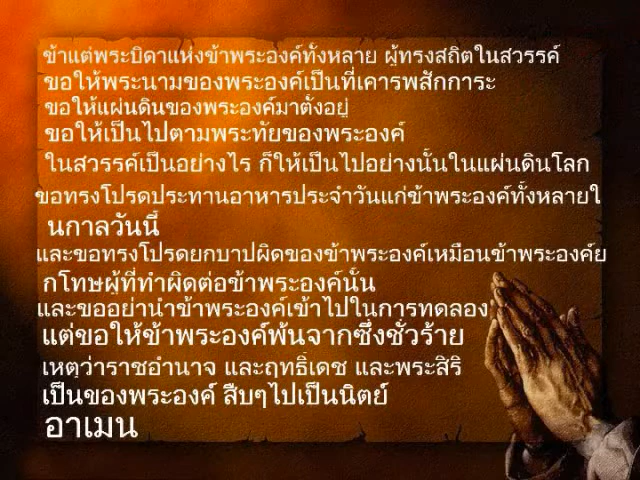 ข้าแต่พระบิดาแห่งข้าพระองค์ทั้งหลาย ผู้ทรงสถิตในสวรรค์
ขอให้พระนามของพระองค์เป็นที่เคารพสักการะ
ขอให้แผ่นดินของพระองค์มาตั้งอยู่
ขอให้เป็นไปตามพระทัยของพระองค์
ในสวรรค์เป็นอย่างไร ก็ให้เป็นไปอย่างนั้นในแผ่นดินโลก
ขอทรงโปรดประทานอาหารประจำวันแก่ข้าพระองค์ทั้งหลายใ
นกาลวันนี้
และขอทรงโปรดยกบาปผิดของข้าพระองค์เหมือนข้าพระองค์ย
กโทษผู้ที่ทำผิดต่อข้าพระองค์นั้น
และขออย่านำข้าพระองค์เข้าไปในการทดลอง
แต่ขอให้ข้าพระองค์พ้นจากซึ่งชั่วร้าย
เหตุว่าราชอำนาจ และฤทธิ์เดช และพระสิริ
เป็นของพระองค์ สืบๆไปเป็นนิตย์
อาเมน